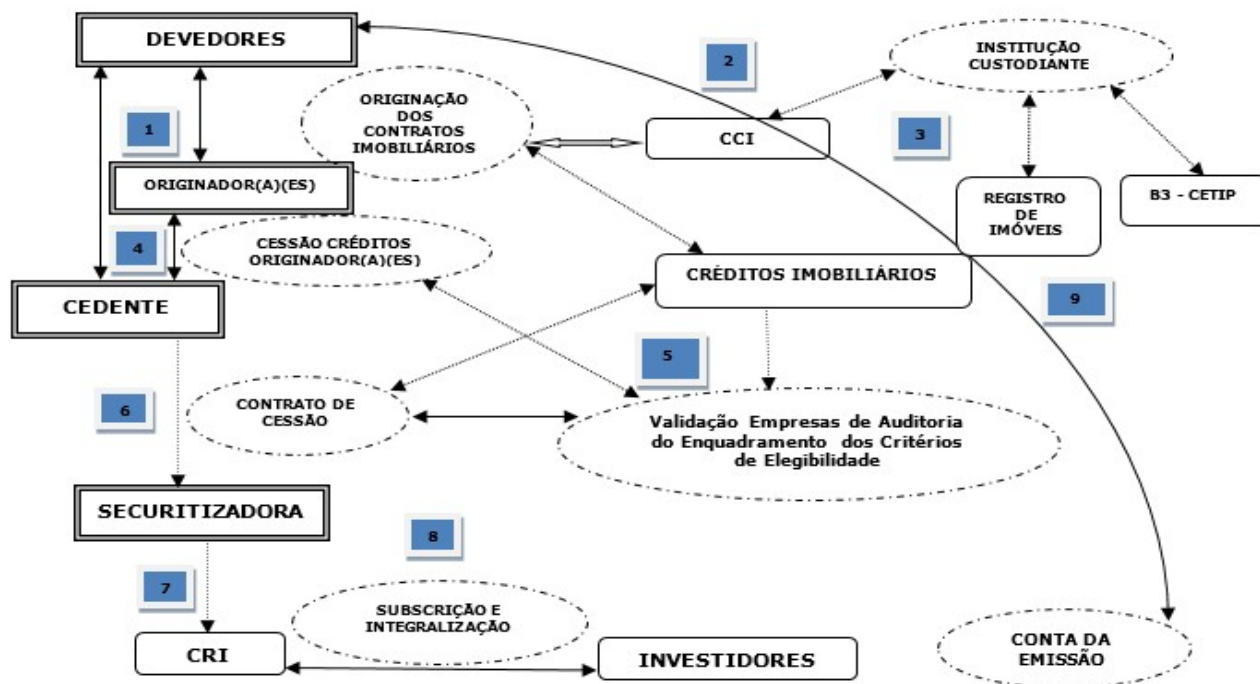 DEVEDORES
2
INSTITUÇÃO
CUSTODIANTE
ORIGINAÇÃO
DOS
CONTRATOS
IMOBILIÁRIOS
1
CCI
3
ORIGINADOR(A)(ES)
REGISTRO
DE
IMÓVEIS
B3 - CETIP
4
CESSÃO CRÉDITOS
ORIGINADOR(A)(ES)
CRÉDITOS IMOBILIÁRIOS
CEDENTE
9
5
6
CONTRATO DE
CESSÃO
Validação Empresas de Auditoria
do Enquadramento dos Critérios
de Elegibilidade
SECURITIZADORA
8
7
SUBSCRIÇÃO E
INTEGRALIZAÇÃO
CRI
INVESTIDORES
CONTA DA
EMISSÃO